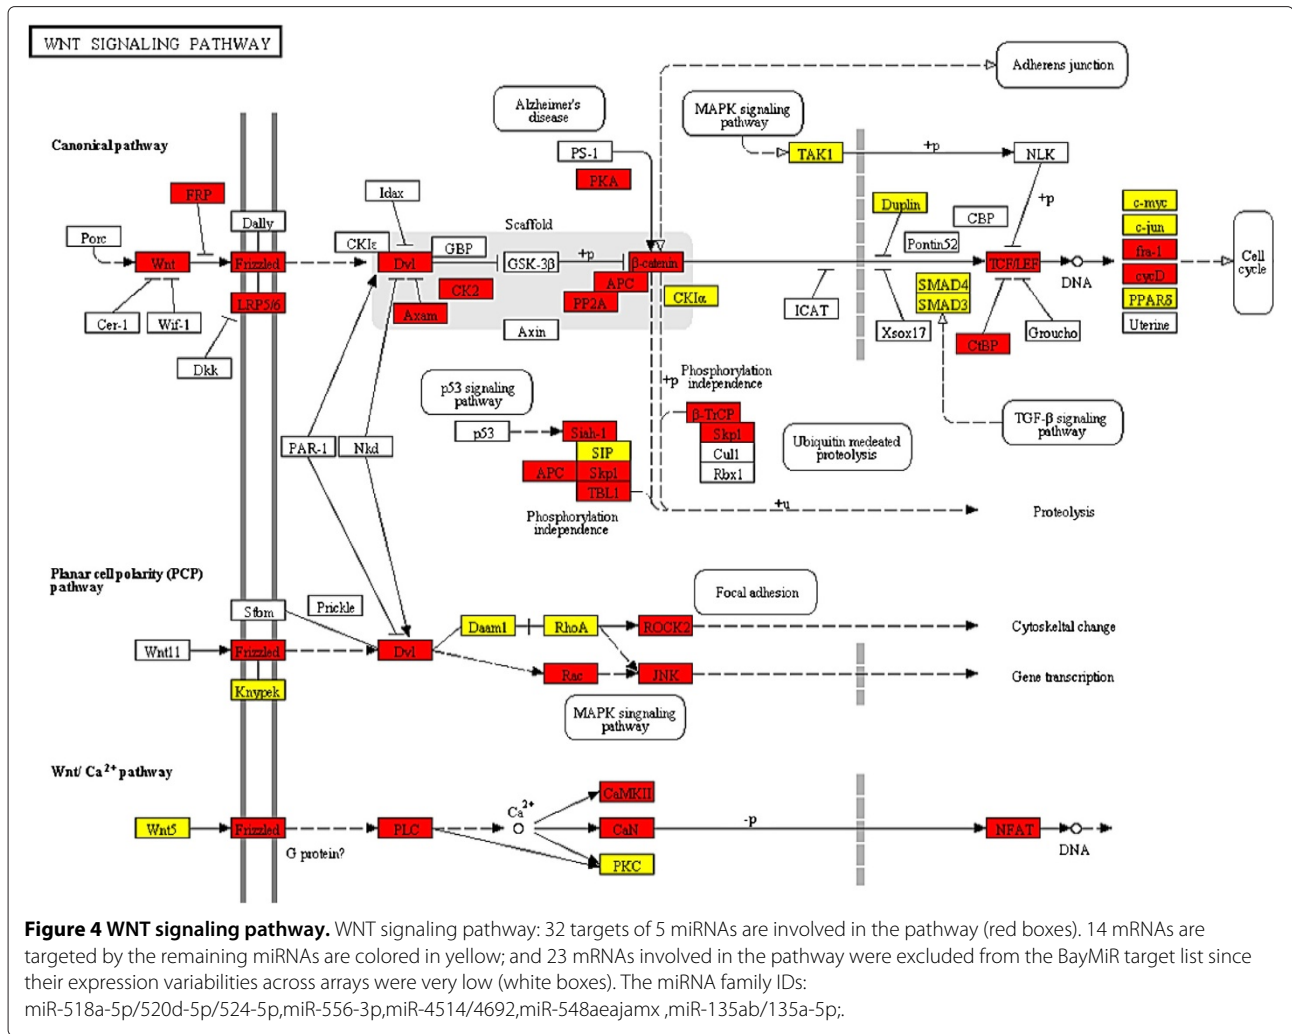 WNT SIGNALING PATHWAY
Adherens junction
Alzheimer's
disease
MAPK signaling
pathway
Canonical pathway
PS-1
TAK1
+p
NLK
FRP
PKA
Idax
Duplin
+p
c-myc
Dally
Scaffold
CBP
c-jun
Porc
CKIε
GBP
Pontin52
fra-1
Cell
cycle
Wnt
Frizzled
Dvl
GSK-3β
+p
β-catenin
TCF/LEF
DNA
cycD
LRP5/6
CK2
APC
SMAD4
PP2A
CKIα
SMAD3
PPARδ
Axam
ICAT
Cer-1
Wif-1
Axin
Xsox17
Groucho
Uterine
CtBP
Dkk
+p
Phosphorylation
independence
p53 signaling
pathway
β-TrCP
TGF-β signaling
pathway
PAR-1
Nkd
p53
Siah-1
Skp1
Ubiquitin medeated
proteolysis
SIP
Cul1
APC
Skp1
Rbx1
TBL1
+u
Proteolysis
Phosphorylation
independence
Planar cell polarity (PCP)
pathway
Focal adhesion
Stbm
Prickle
Daam1
RhoA
ROCK2
Cytoskeltal change
Wnt11
Frizzled
Dvl
Rac
JNK
Gene transcription
Knypek
MAPK singnaling
pathway
Wnt/ Ca2+ pathway
CaMKII
Ca2+
Wnt5
Frizzled
PLC
CaN
-p
NFAT
G protein?
DNA
PKC
Figure 4 WNT signaling pathway. WNT signaling pathway: 32 targets of 5 miRNAs are involved in the pathway (red boxes). 14 mRNAs are
targeted by the remaining miRNAs are colored in yellow; and 23 mRNAs involved in the pathway were excluded from the BayMiR target list since
their expression variabilities across arrays were very low (white boxes). The miRNA family IDs:
miR-518a-5p/520d-5p/524-5p,miR-556-3p,miR-4514/4692,miR-548aeajamx ,miR-135ab/135a-5p;.